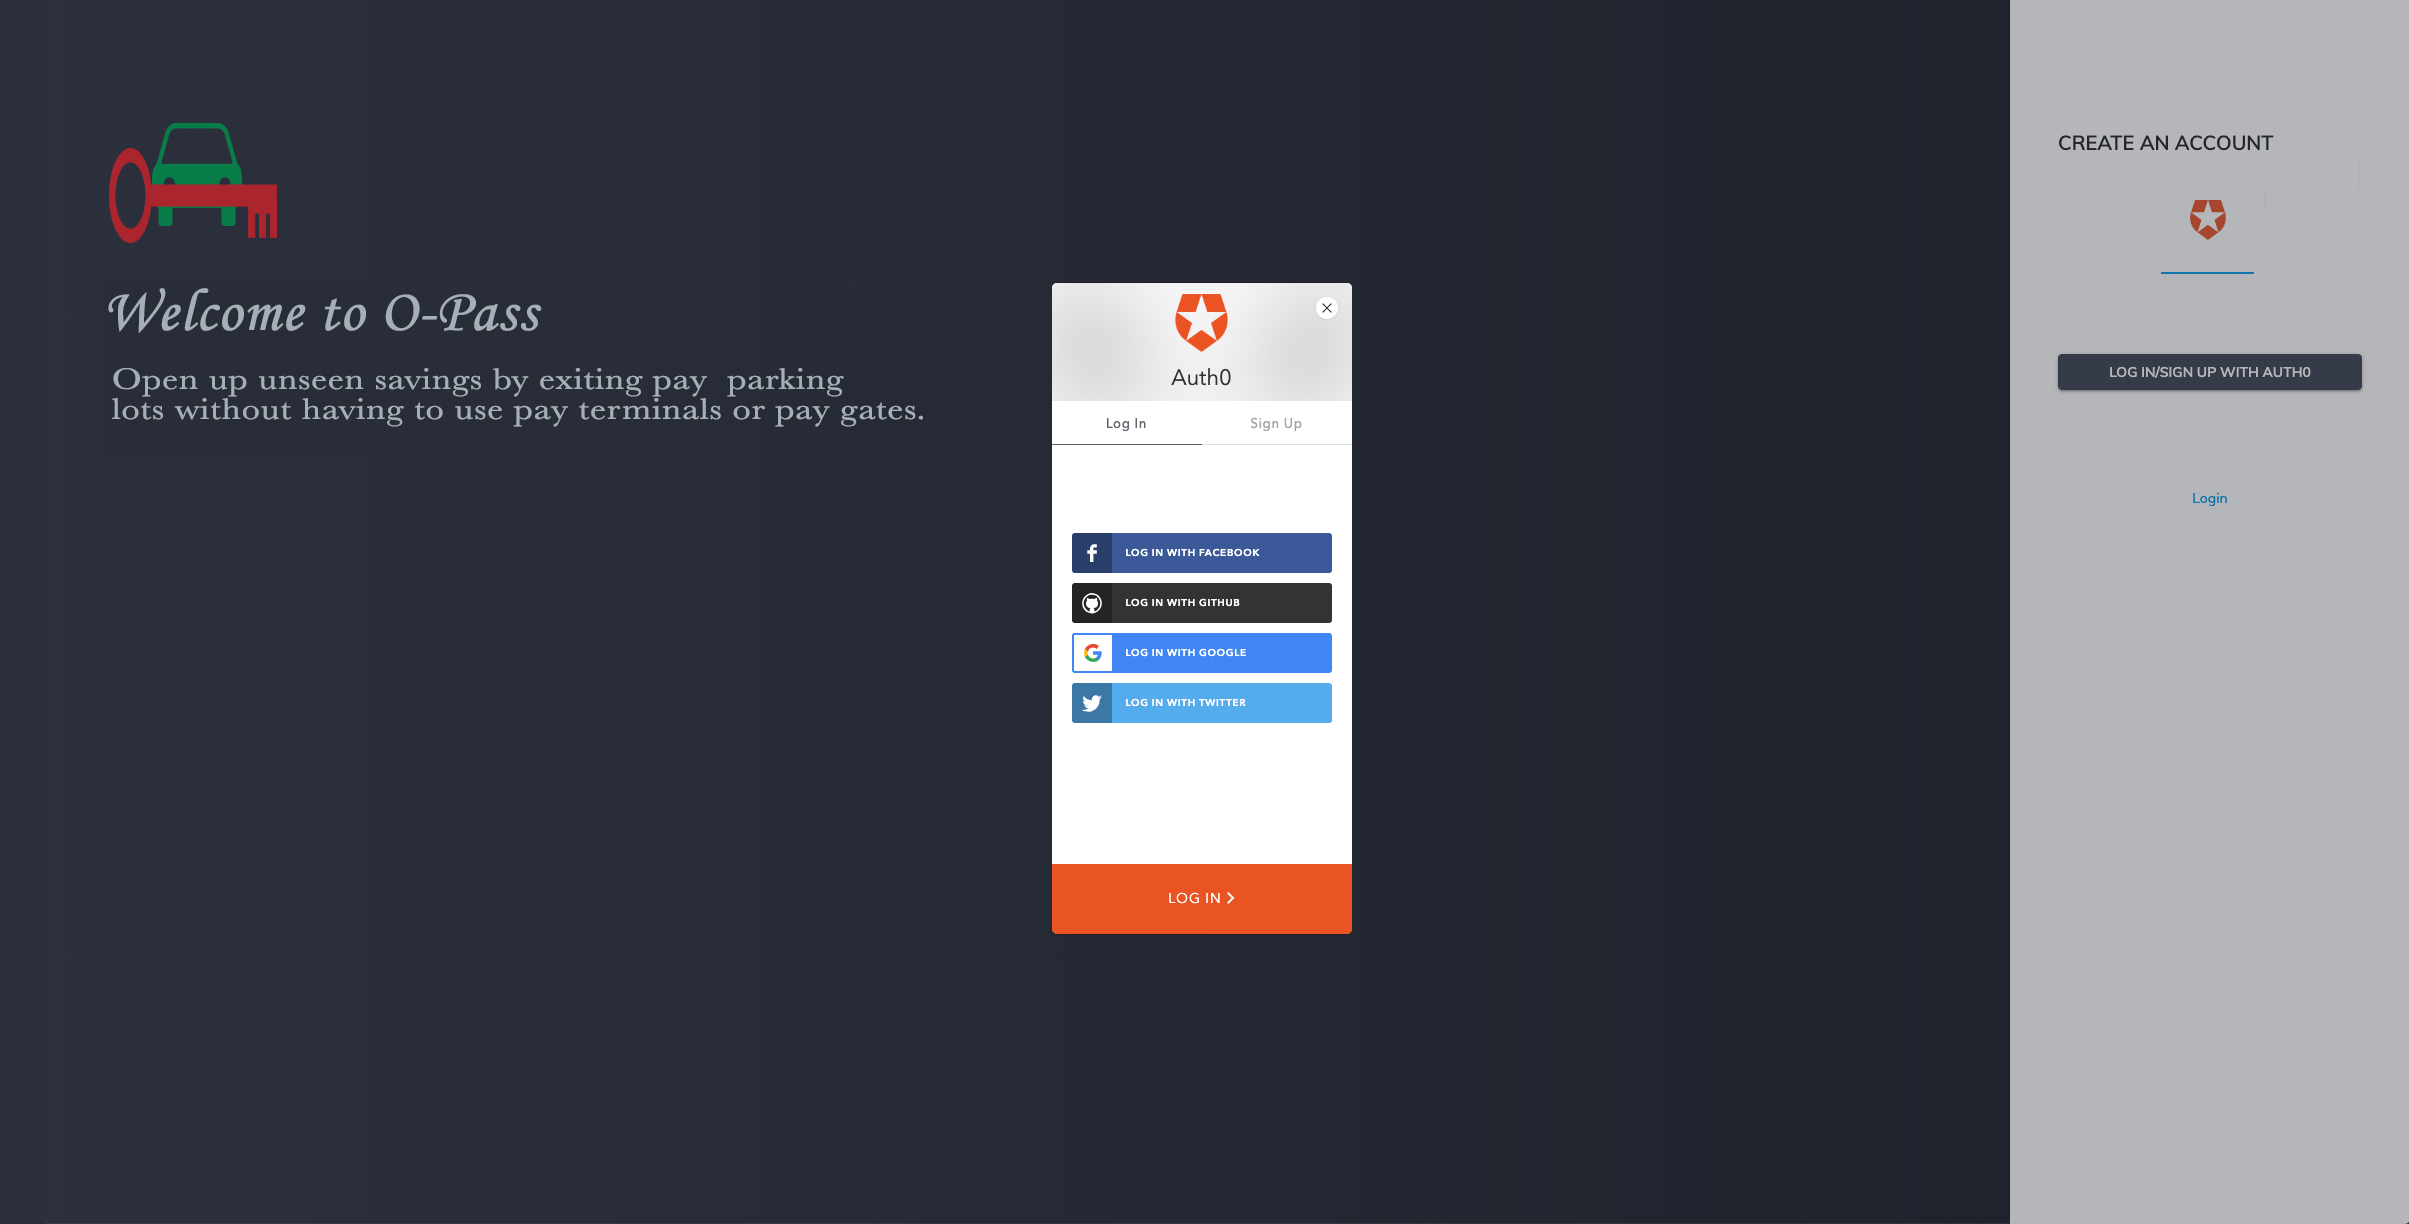 Welcome to O-Pass
Open up unseen savings by exiting pay parking
lots without having to use pay terminals or pay gates.
Auth0
Log In
Sign Up
LOG IN WITH FACEBOOK
LOG IN WITH GITHUB
LOG IN WITH GOOGLE
LOG IN WITH TWITTER
LOG IN
CREATE AN ACCOUNT
LOG IN/SIGN UP WITH AUTH0
Login